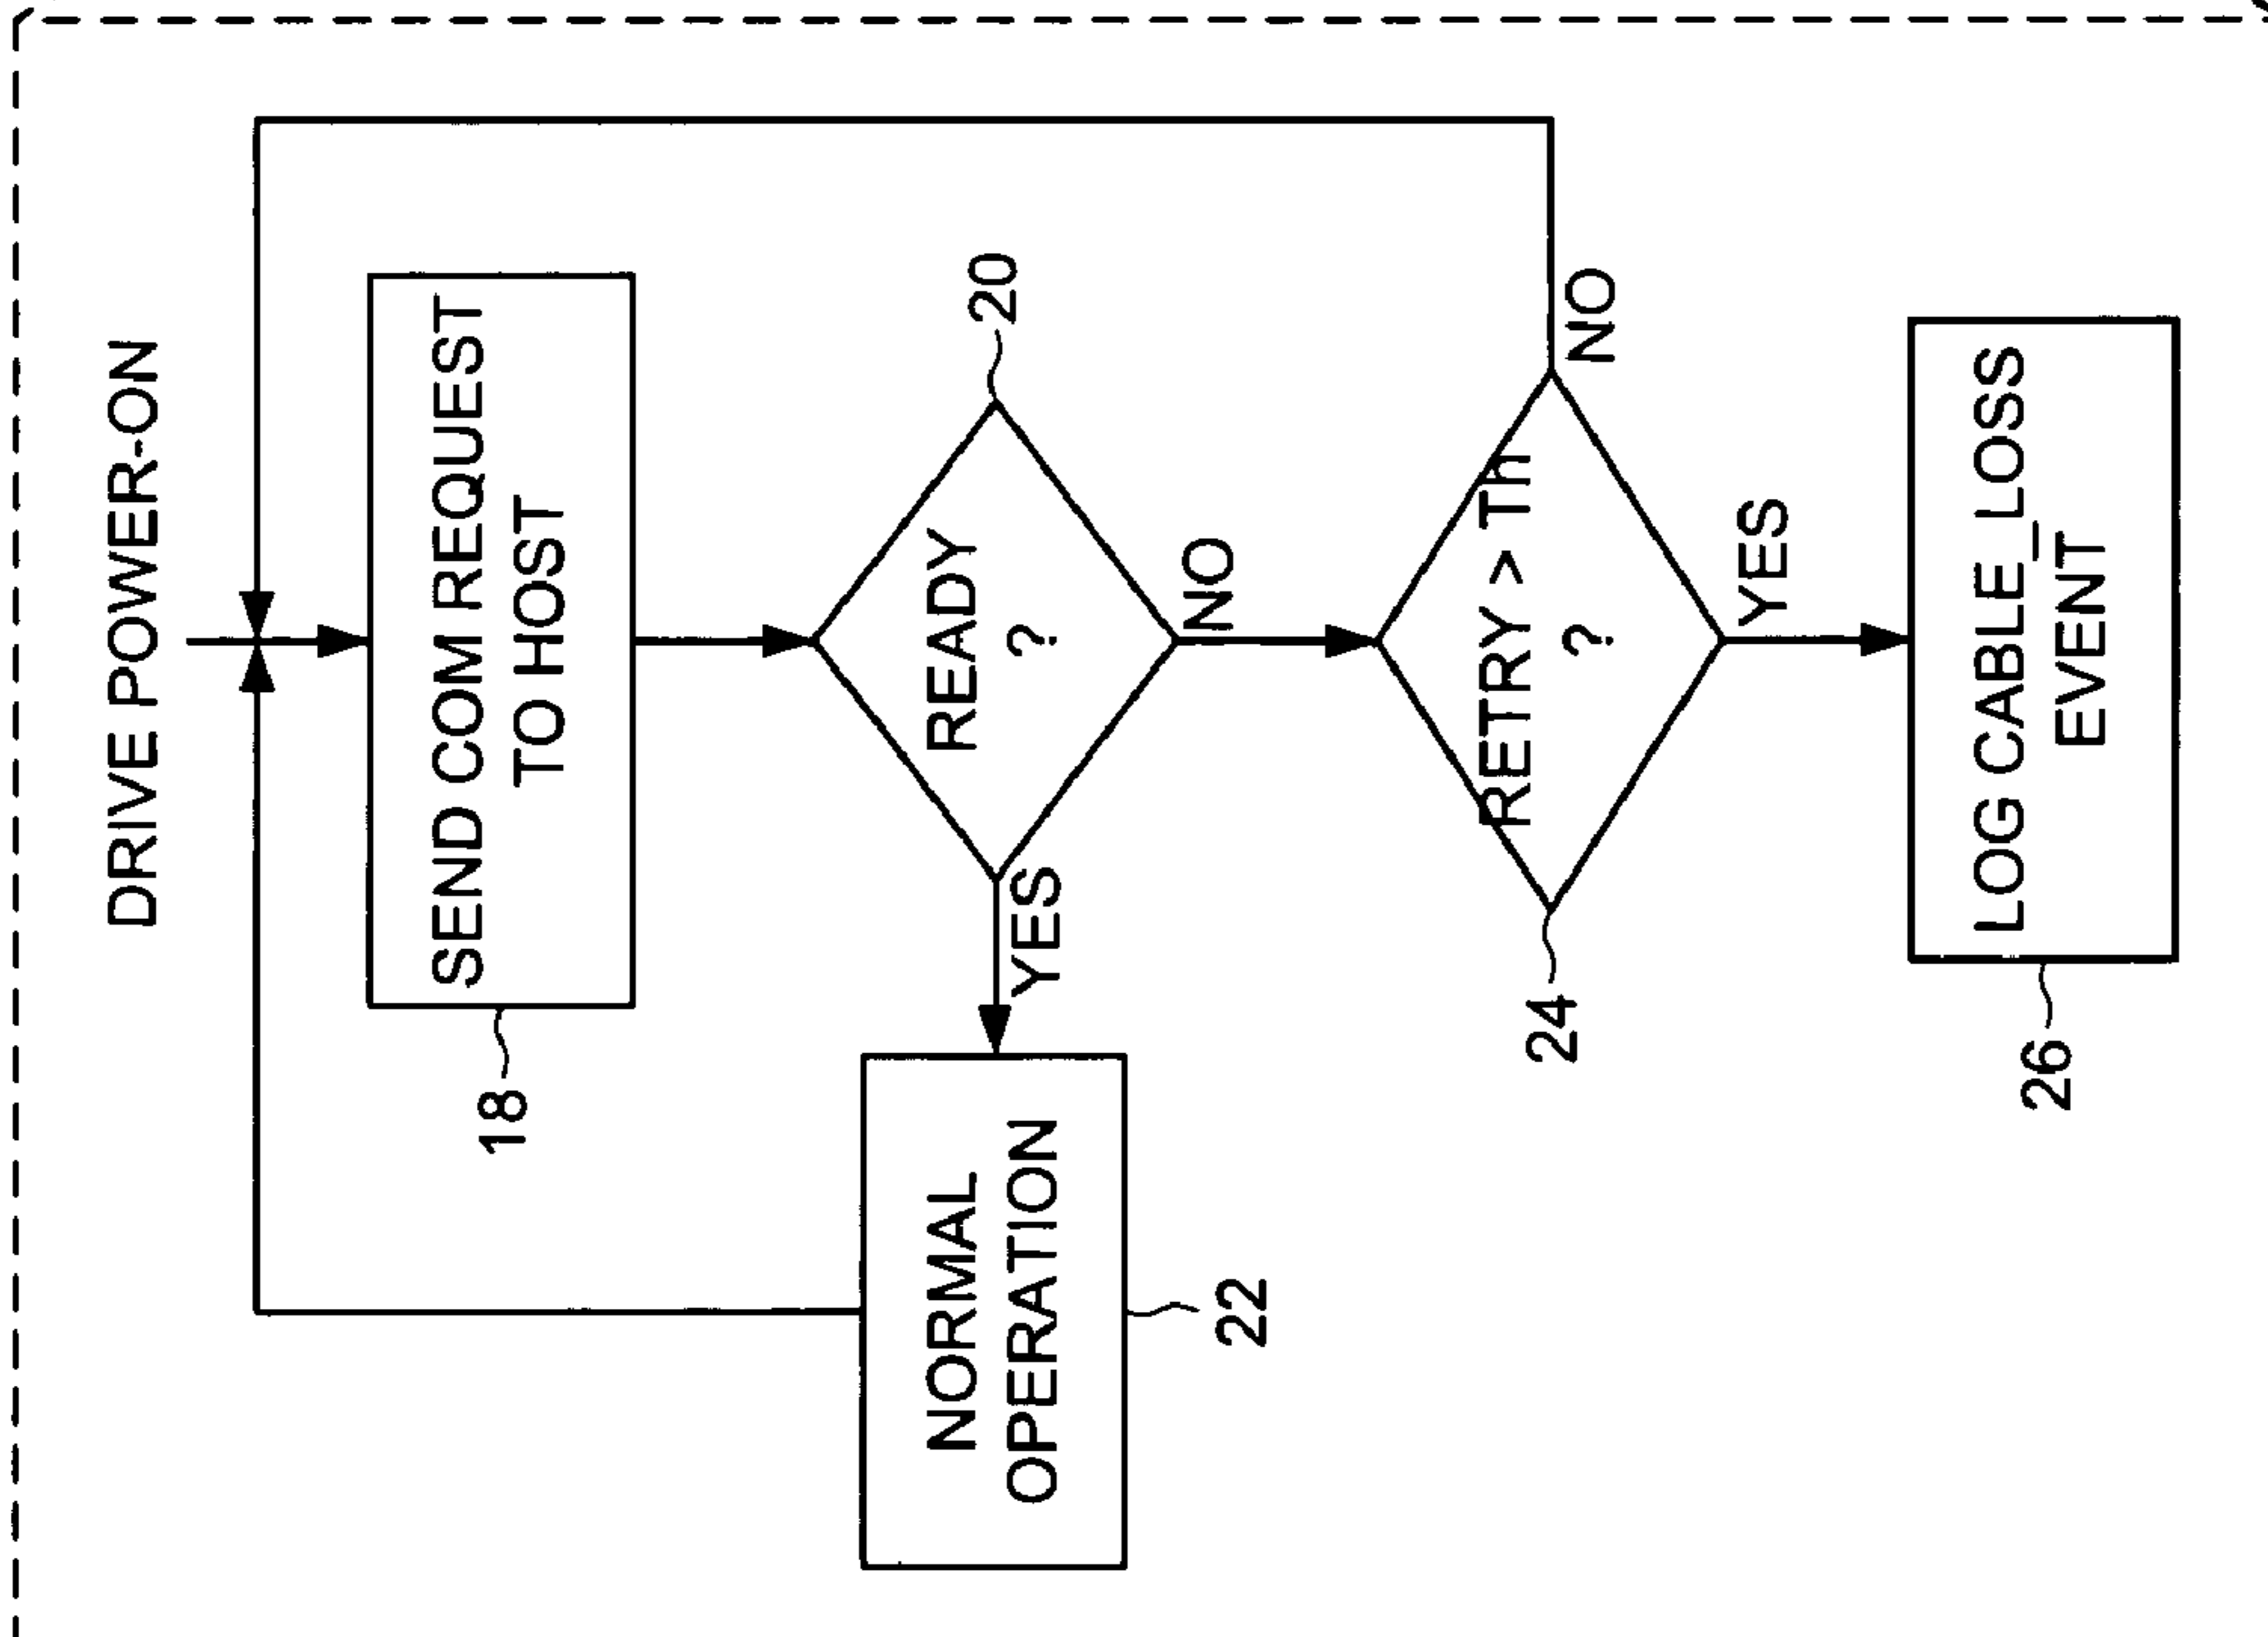 DRIVE POWER-ON
SEND COM REQUEST
TO HOST
18
READY
?
20
YES
NO
NORMAL
OPERATION
22
RETRY > Th
?
24
NO
YES
LOG CABLE_LOSS
EVENT
26